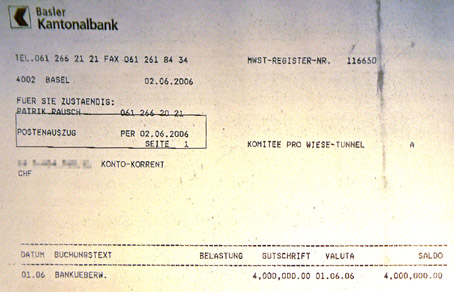 Basler
Kantonalbank
TEL.061 266 21 21 FAX 061 261 84 34 MWST-REGISTER-NR. 116650
4002 BASEL 02.06.2006
FUER SIE ZUSTAENDIG:
PATRIK RAUSCH 061 266 20 21
POSTENAUSZUG PER 02.06.2006
SEITE 1
KOMITEE PRO WIESE-TUNNEL A
KONTO-KORRENT
CHF
DATUM BUCHUNGSTEXT BELASTUNG GUTSCHRIFT VALUTA SALDO
01.06 BANKUEBERW. 4,000,000.00 01.06.06 4,000,000.00